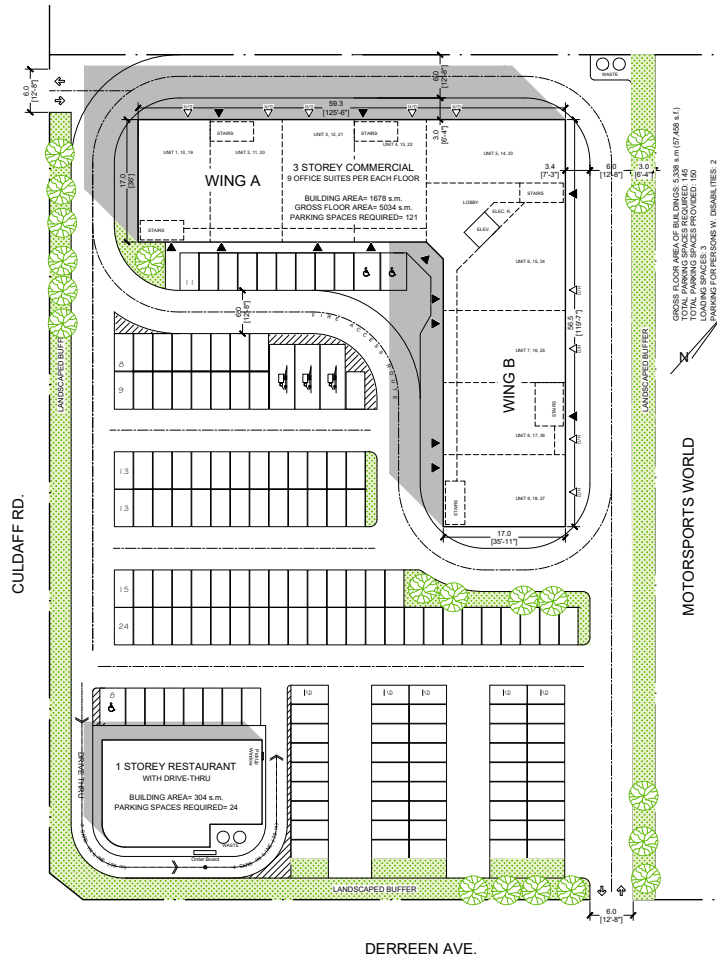 6.0
[12'-8"]
6.0
[12'-8"]
WASTE
59.3
[125'-6"]
3.0
[6'-4"]
17.0
[36']
STAIRS
STAIRS
UNIT 1, 10, 19
UNIT 2, 11, 20
UNIT 3, 12, 21
UNIT 4, 13, 22
UNIT 5, 14, 23
WING A
3 STOREY COMMERCIAL
9 OFFICE SUITES PER EACH FLOOR
BUILDING AREA= 1678 s.m.
GROSS FLOOR AREA= 5034 s.m.
PARKING SPACES REQUIRED= 121
STAIRS
LOBBY
ELEC. R.
ELEV.
STAIRS
3.4
[7'-3"]
6.0
[12'-8"]
3.0
[6'-4"]
GROSS FLOOR AREA OF BUILDINGS: 5,338 s.m (57,458 s.f.)
TOTAL PARKING SPACES REQUIRED: 145
TOTAL PARKING SPACES PROVIDED: 150
LOADING SPACES: 3
PARKING FOR PERSONS W. DISABILITIES: 2
N
UNIT 6, 15, 24
11
6.0
[12'-8"]
FIRE ACCESS ROUTE
56.5
[119'-7"]
UNIT 7, 16, 25
WING B
STAIRS
UNIT 8, 17, 26
STAIRS
UNIT 9, 18, 27
17.0
[35'-11"]
LANDSCAPED BUFFER
LANDSCAPED BUFFER
8
9
13
13
15
24
CULDAFF RD.
MOTORSPORTS WORLD
8
10
10
10
10
10
DRIVE THRU
Pick-up
Window
1 STOREY RESTAURANT
WITH DRIVE-THRU
BUILDING AREA= 304 s.m.
PARKING SPACES REQUIRED= 24
WASTE
Order Board
LANDSCAPED BUFFER
6.0
[12'-8"]
DERREEN AVE.